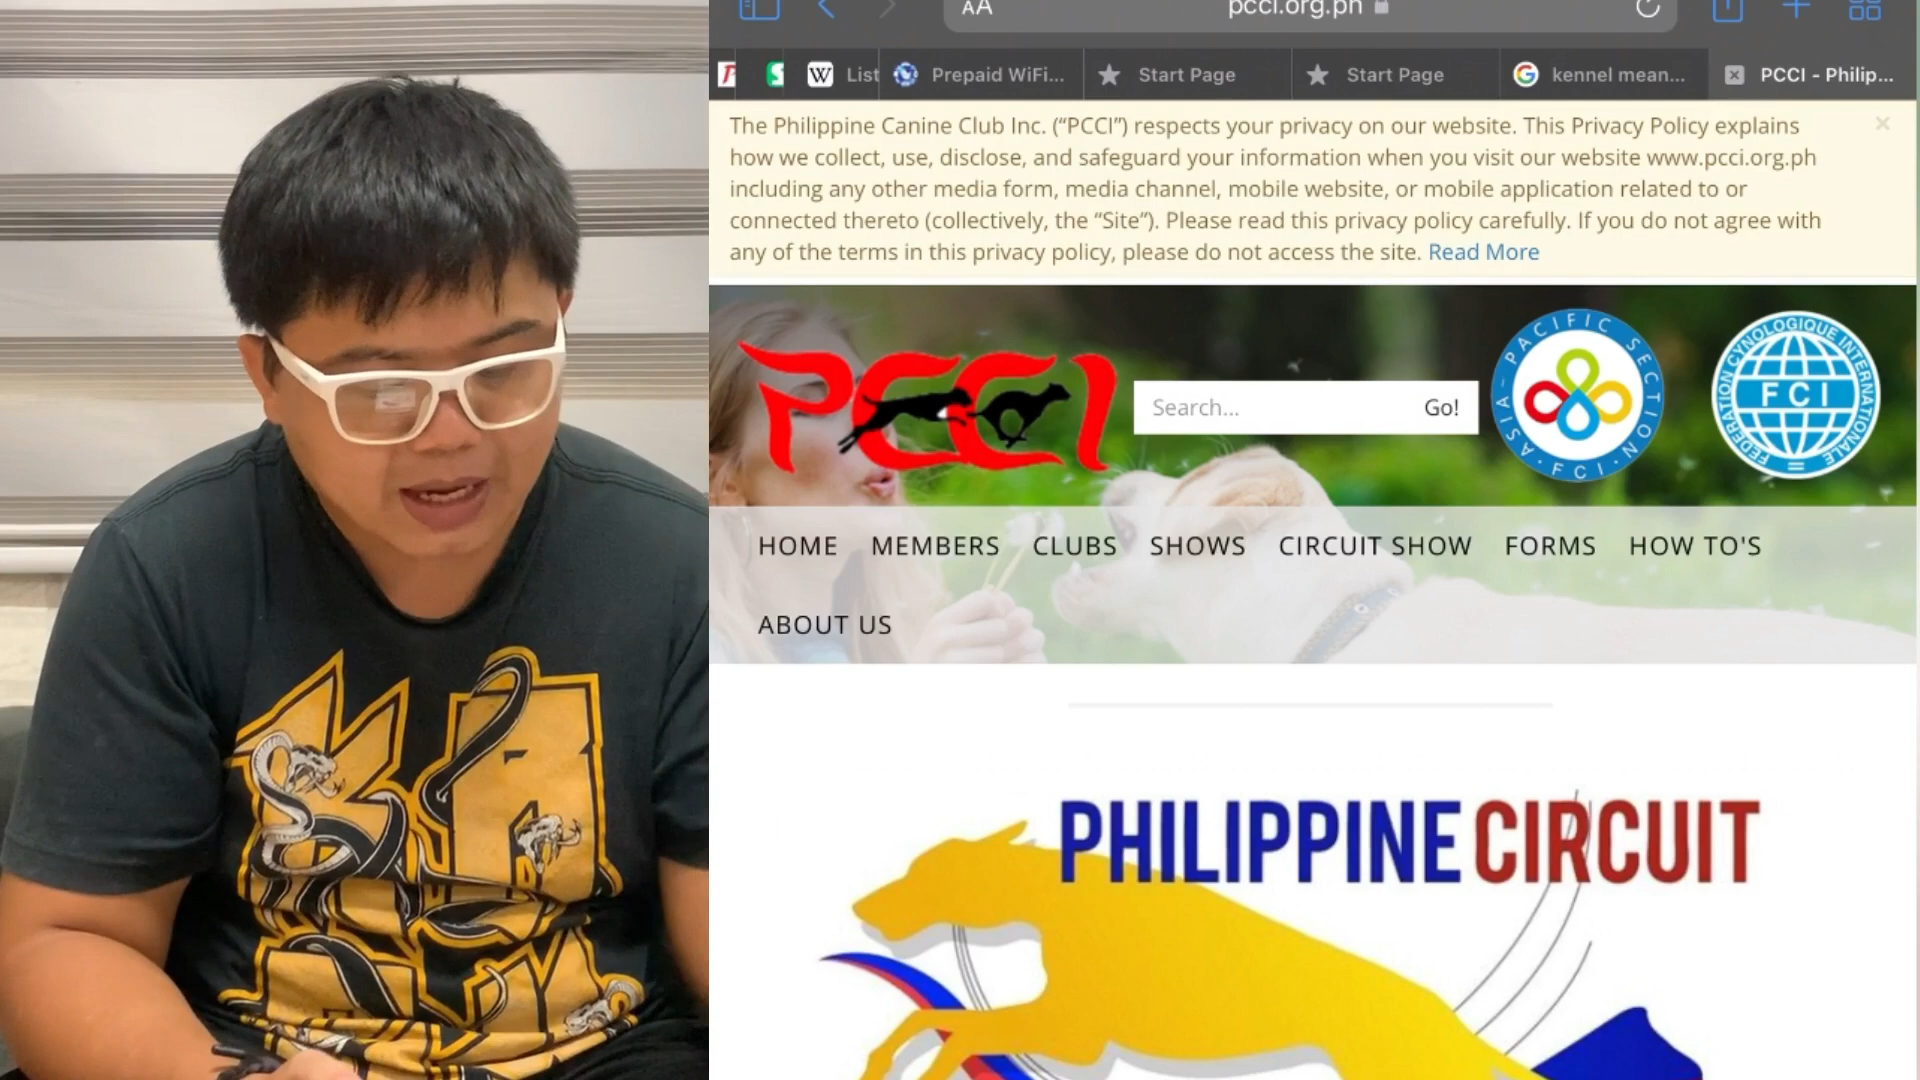 AA
pcci.org.ph
W
List
Prepaid WiFi...
Start Page
Start Page
kennel mean...
PCCI - Philip...
The Philippine Canine Club Inc. (“PCCI”) respects your privacy on our website. This Privacy Policy explains
how we collect, use, disclose, and safeguard your information when you visit our website www.pcci.org.ph
including any other media form, media channel, mobile website, or mobile application related to or
connected thereto (collectively, the “Site”). Please read this privacy policy carefully. If you do not agree with
any of the terms in this privacy policy, please do not access the site. Read More
PCCI
Search...
Go!
ASIA-PACIFIC SECTION
FCI
FEDERATION CYNOLOGIQUE INTERNATIONALE
FCI
HOME
MEMBERS
CLUBS
SHOWS
CIRCUIT SHOW
FORMS
HOW TO'S
ABOUT US
PHILIPPINE CIRCUIT